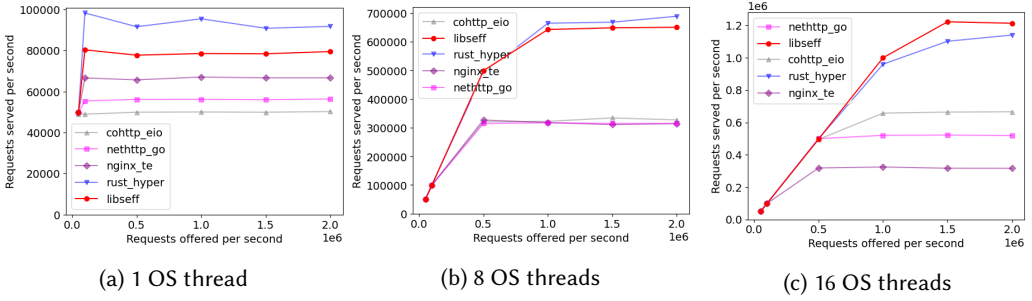 Requests served per second
100000
80000
60000
40000
20000
0
cohttp_eio
nethttp_go
nginx_te
rust_hyper
libseff
0.0
0.5
1.0
1.5
2.0
1e6
Requests offered per second
(a) 1 OS thread
Requests served per second
700000
600000
500000
400000
300000
200000
100000
0
cohttp_eio
libseff
rust_hyper
nginx_te
nethttp_go
0.0
0.5
1.0
1.5
2.0
1e6
Requests offered per second
(b) 8 OS threads
Requests served per second
1e6
1.2
1.0
0.8
0.6
0.4
0.2
0.0
nethttp_go
libseff
cohttp_eio
rust_hyper
nginx_te
0.0
0.5
1.0
1.5
2.0
1e6
Requests offered per second
(c) 16 OS threads